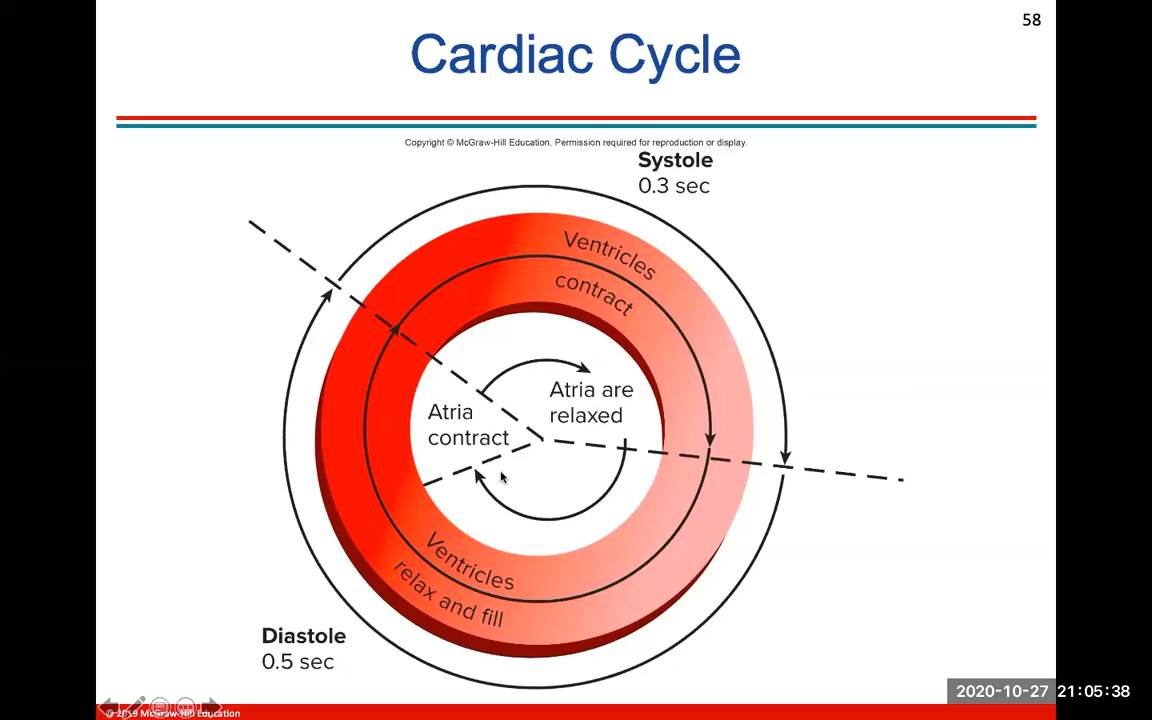 58
Cardiac Cycle
Copyright © McGraw-Hill Education. Permission required for reproduction or display.
Systole
0.3 sec
Ventricles
contract
Atria are
relaxed
Atria
contract
Ventricles
relax and fill
Diastole
0.5 sec
2020-10-27 21:05:38
© 2019 McGraw-Hill Education